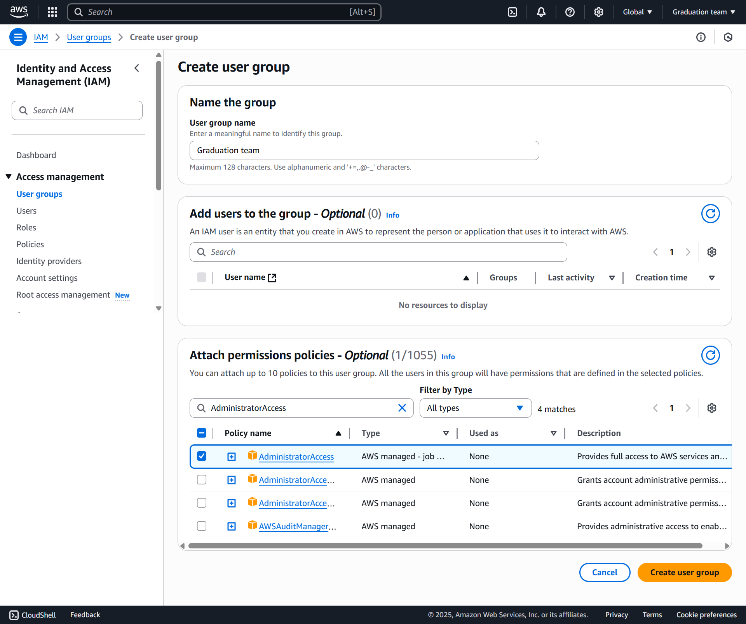 aws
Search [Alt+S] Global ▼ Graduation team ▼
IAM > User groups > Create user group
Identity and Access
Management (IAM)
Search IAM
Dashboard
Access management
User groups
Users
Roles
Policies
Identity providers
Account settings
Root access management New
Create user group
Name the group
User group name
Enter a meaningful name to identify this group.
Graduation team
Maximum 128 characters. Use alphanumeric and '+=,.@-_' characters.
Add users to the group - Optional (0) Info
An IAM user is an entity that you create in AWS to represent the person or application that uses it to interact with AWS.
Search
1
User name Groups Last activity Creation time
No resources to display
Attach permissions policies - Optional (1/1055) Info
You can attach up to 10 policies to this user group. All the users in this group will have permissions that are defined in the selected policies.
Filter by Type
AdministratorAccess All types 4 matches 1
Policy name Type Used as Description
AdministratorAccess AWS managed - job ... None Provides full access to AWS services an...
AdministratorAcce... AWS managed None Grants account administrative permiss...
AdministratorAcce... AWS managed None Grants account administrative permiss...
AWSAuditManager... AWS managed None Provides administrative access to enab...
Cancel Create user group
CloudShell Feedback © 2025, Amazon Web Services, Inc. or its affiliates. Privacy Terms Cookie preferences